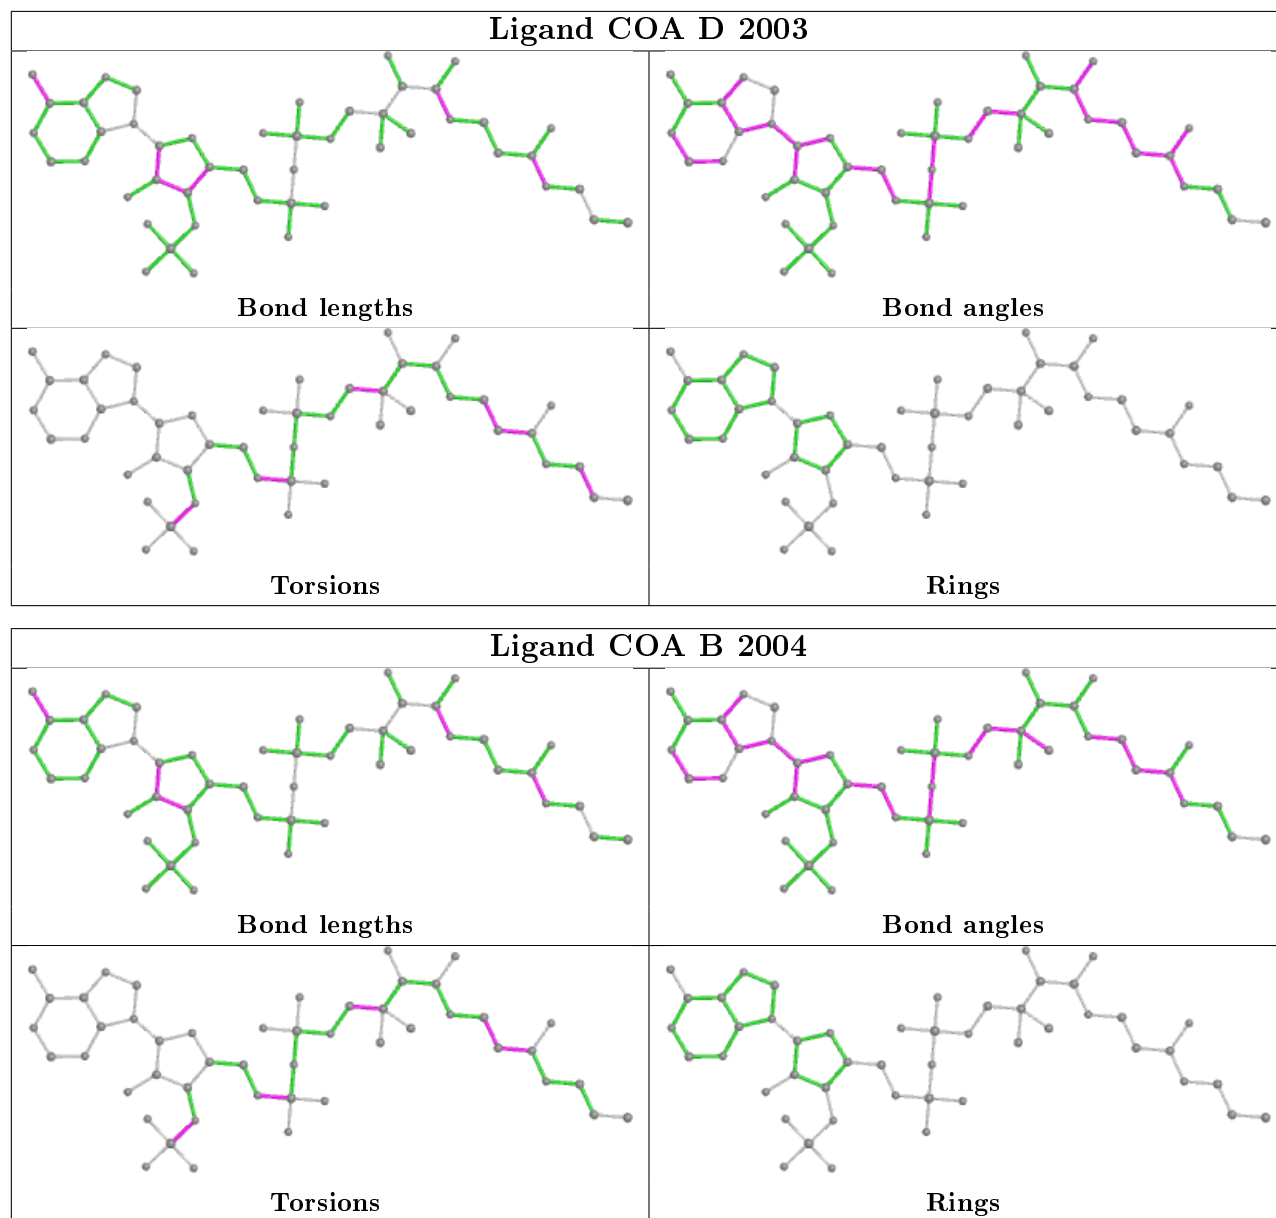 Ligand COA D 2003
Bond lengths
Bond angles
Torsions
Rings
Ligand COA B 2004
Bond lengths
Bond angles
Torsions
Rings